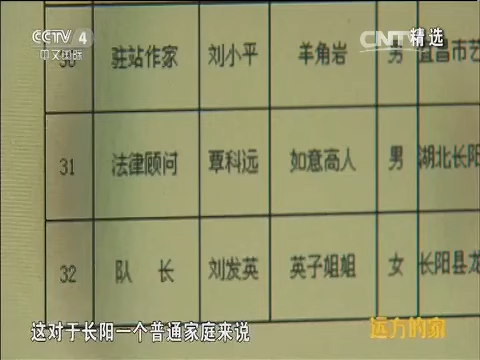 CCTV 4
中文国际
CNTV精选
30 驻站作家 刘小平 羊角岩 男 宜昌市艺
31 法律顾问 覃科远 如意高人 男 湖北长阳
32 队 长 刘发英 英子姐姐 女 长阳县龙
这对于长阳一个普通家庭来说
远方的家